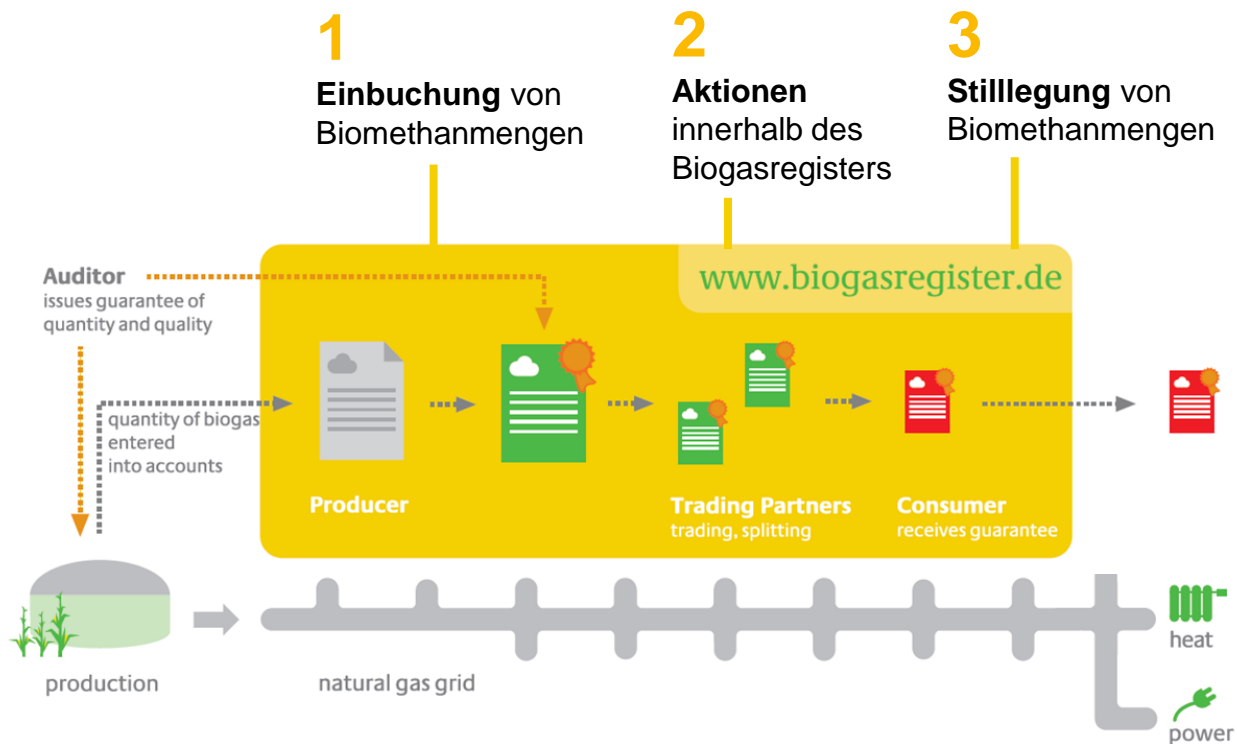 1
Einbuchung von
Biomethanmengen
2
Aktionen
innerhalb des
Biogasregisters
3
Stilllegung von
Biomethanmengen
www.biogasregister.de
Auditor
issues guarantee of
quantity and quality
quantity of biogas
entered
into accounts
Producer
Trading Partners
trading, splitting
Consumer
receives guarantee
production
natural gas grid
heat
power